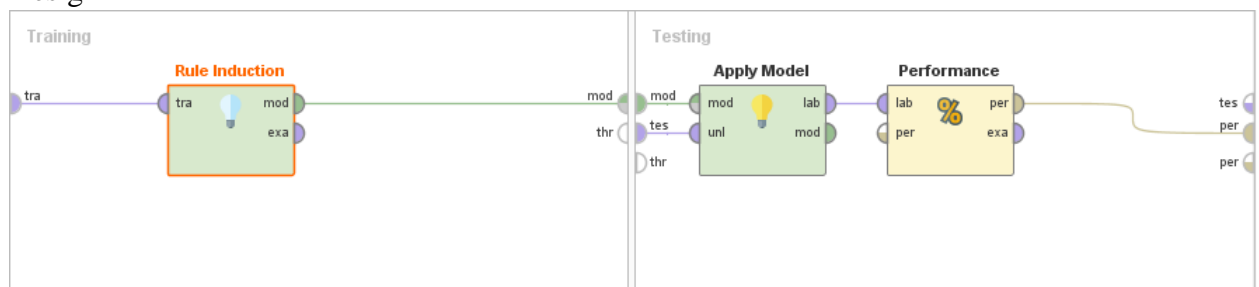 Training
Testing
Rule Induction
Apply Model
Performance
tra
tra
mod
exa
mod
thr
mod
tes
thr
mod
unl
lab
mod
lab
per
per
exa
tes
per
per